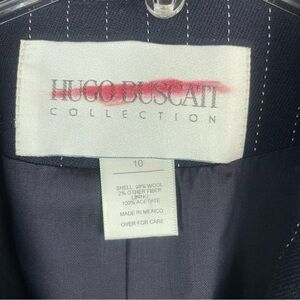 HUGO BUSCATI
COLLECTION
10
SHELL: 98% WOOL
2% OTHER FIBER
LINING:
100% ACETATE
MADE IN MEXICO
OVER FOR CARE